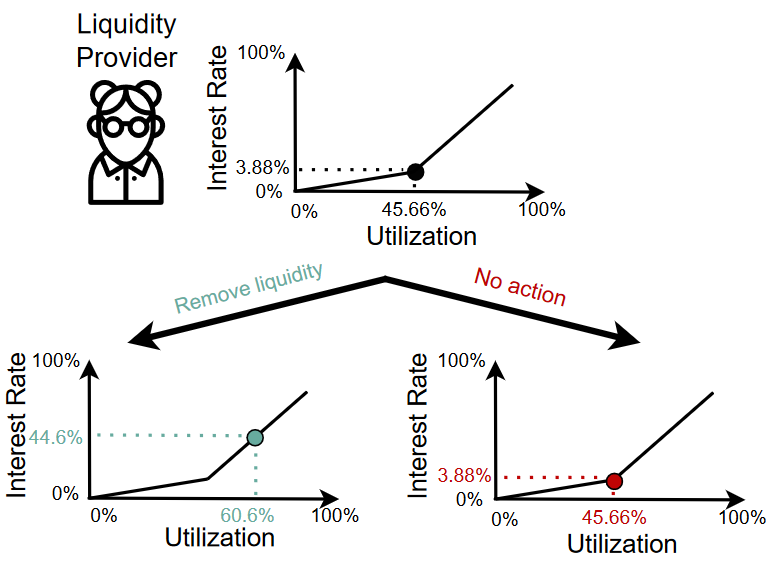 Liquidity
Provider
Interest Rate
100%
3.88%
0%
0%
45.66%
100%
Utilization
Remove liquidity
No action
Interest Rate
100%
44.6%
0%
0%
60.6%
100%
Utilization
Interest Rate
100%
3.88%
0%
0%
45.66%
100%
Utilization